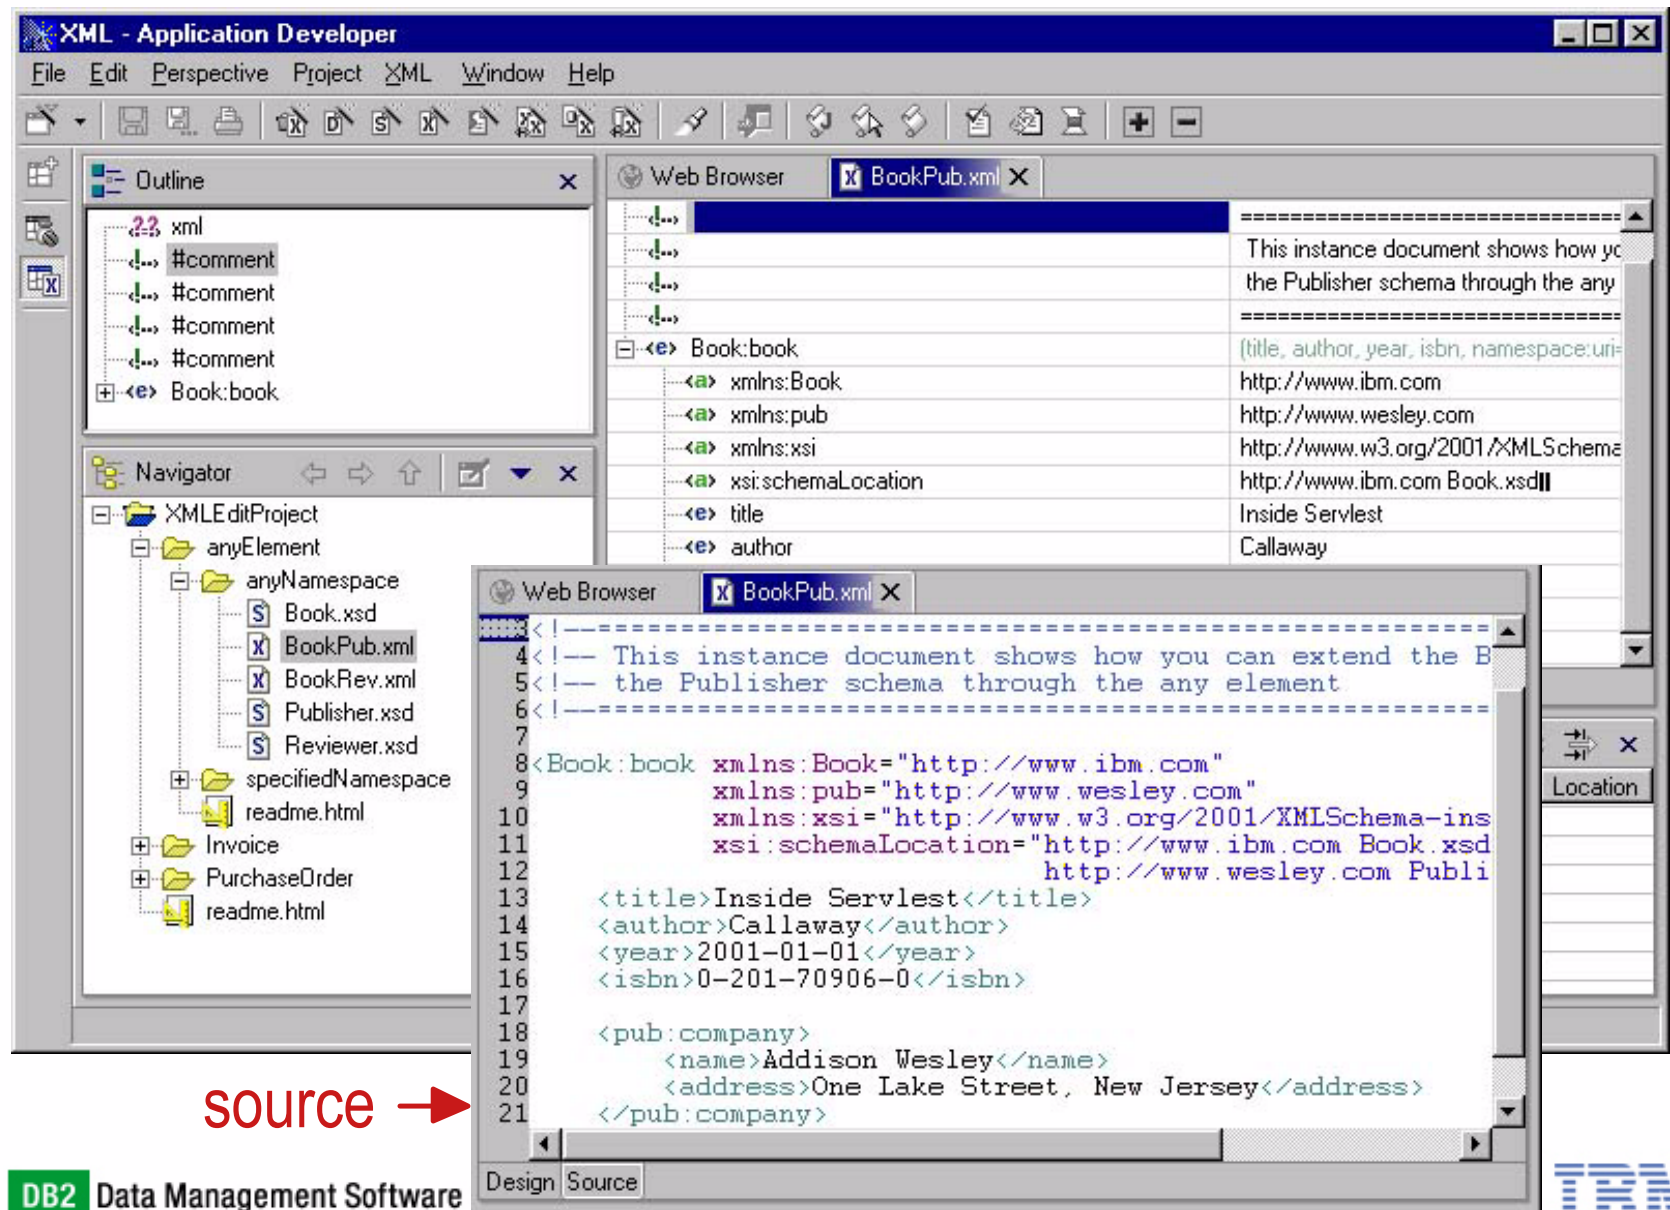 XML - Application Developer
File Edit Perspective Project XML Window Help
Outline
xml
#comment
#comment
#comment
#comment
Book:book
Navigator
XMLEditProject
anyElement
anyNamespace
Book.xsd
BookPub.xml
BookRev.xml
Publisher.xsd
Reviewer.xsd
specifiedNamespace
readme.html
Invoice
PurchaseOrder
readme.html
Web Browser BookPub.xml
================================
This instance document shows how yo
the Publisher schema through the any
================================
Book:book (title, author, year, isbn, namespace:uri=
xmlns:Book http://www.ibm.com
xmlns:pub http://www.wesley.com
xmlns:xsi http://www.w3.org/2001/XMLSchema
xsi:schemaLocation http://www.ibm.com Book.xsd
title Inside Servlest
author Callaway
Location
Web Browser BookPub.xml
3<!--======================================================
4<!-- This instance document shows how you can extend the B
5<!-- the Publisher schema through the any element
6<!--======================================================
7
8<Book:book xmlns:Book="http://www.ibm.com"
9 xmlns:pub="http://www.wesley.com"
10 xmlns:xsi="http://www.w3.org/2001/XMLSchema-ins
11 xsi:schemaLocation="http://www.ibm.com Book.xsd
12 http://www.wesley.com Publi
13 <title>Inside Servlest</title>
14 <author>Callaway</author>
15 <year>2001-01-01</year>
16 <isbn>0-201-70906-0</isbn>
17
18 <pub:company>
19 <name>Addison Wesley</name>
20 <address>One Lake Street, New Jersey</address>
21 </pub:company>
Design Source
source
DB2 Data Management Software
IBM